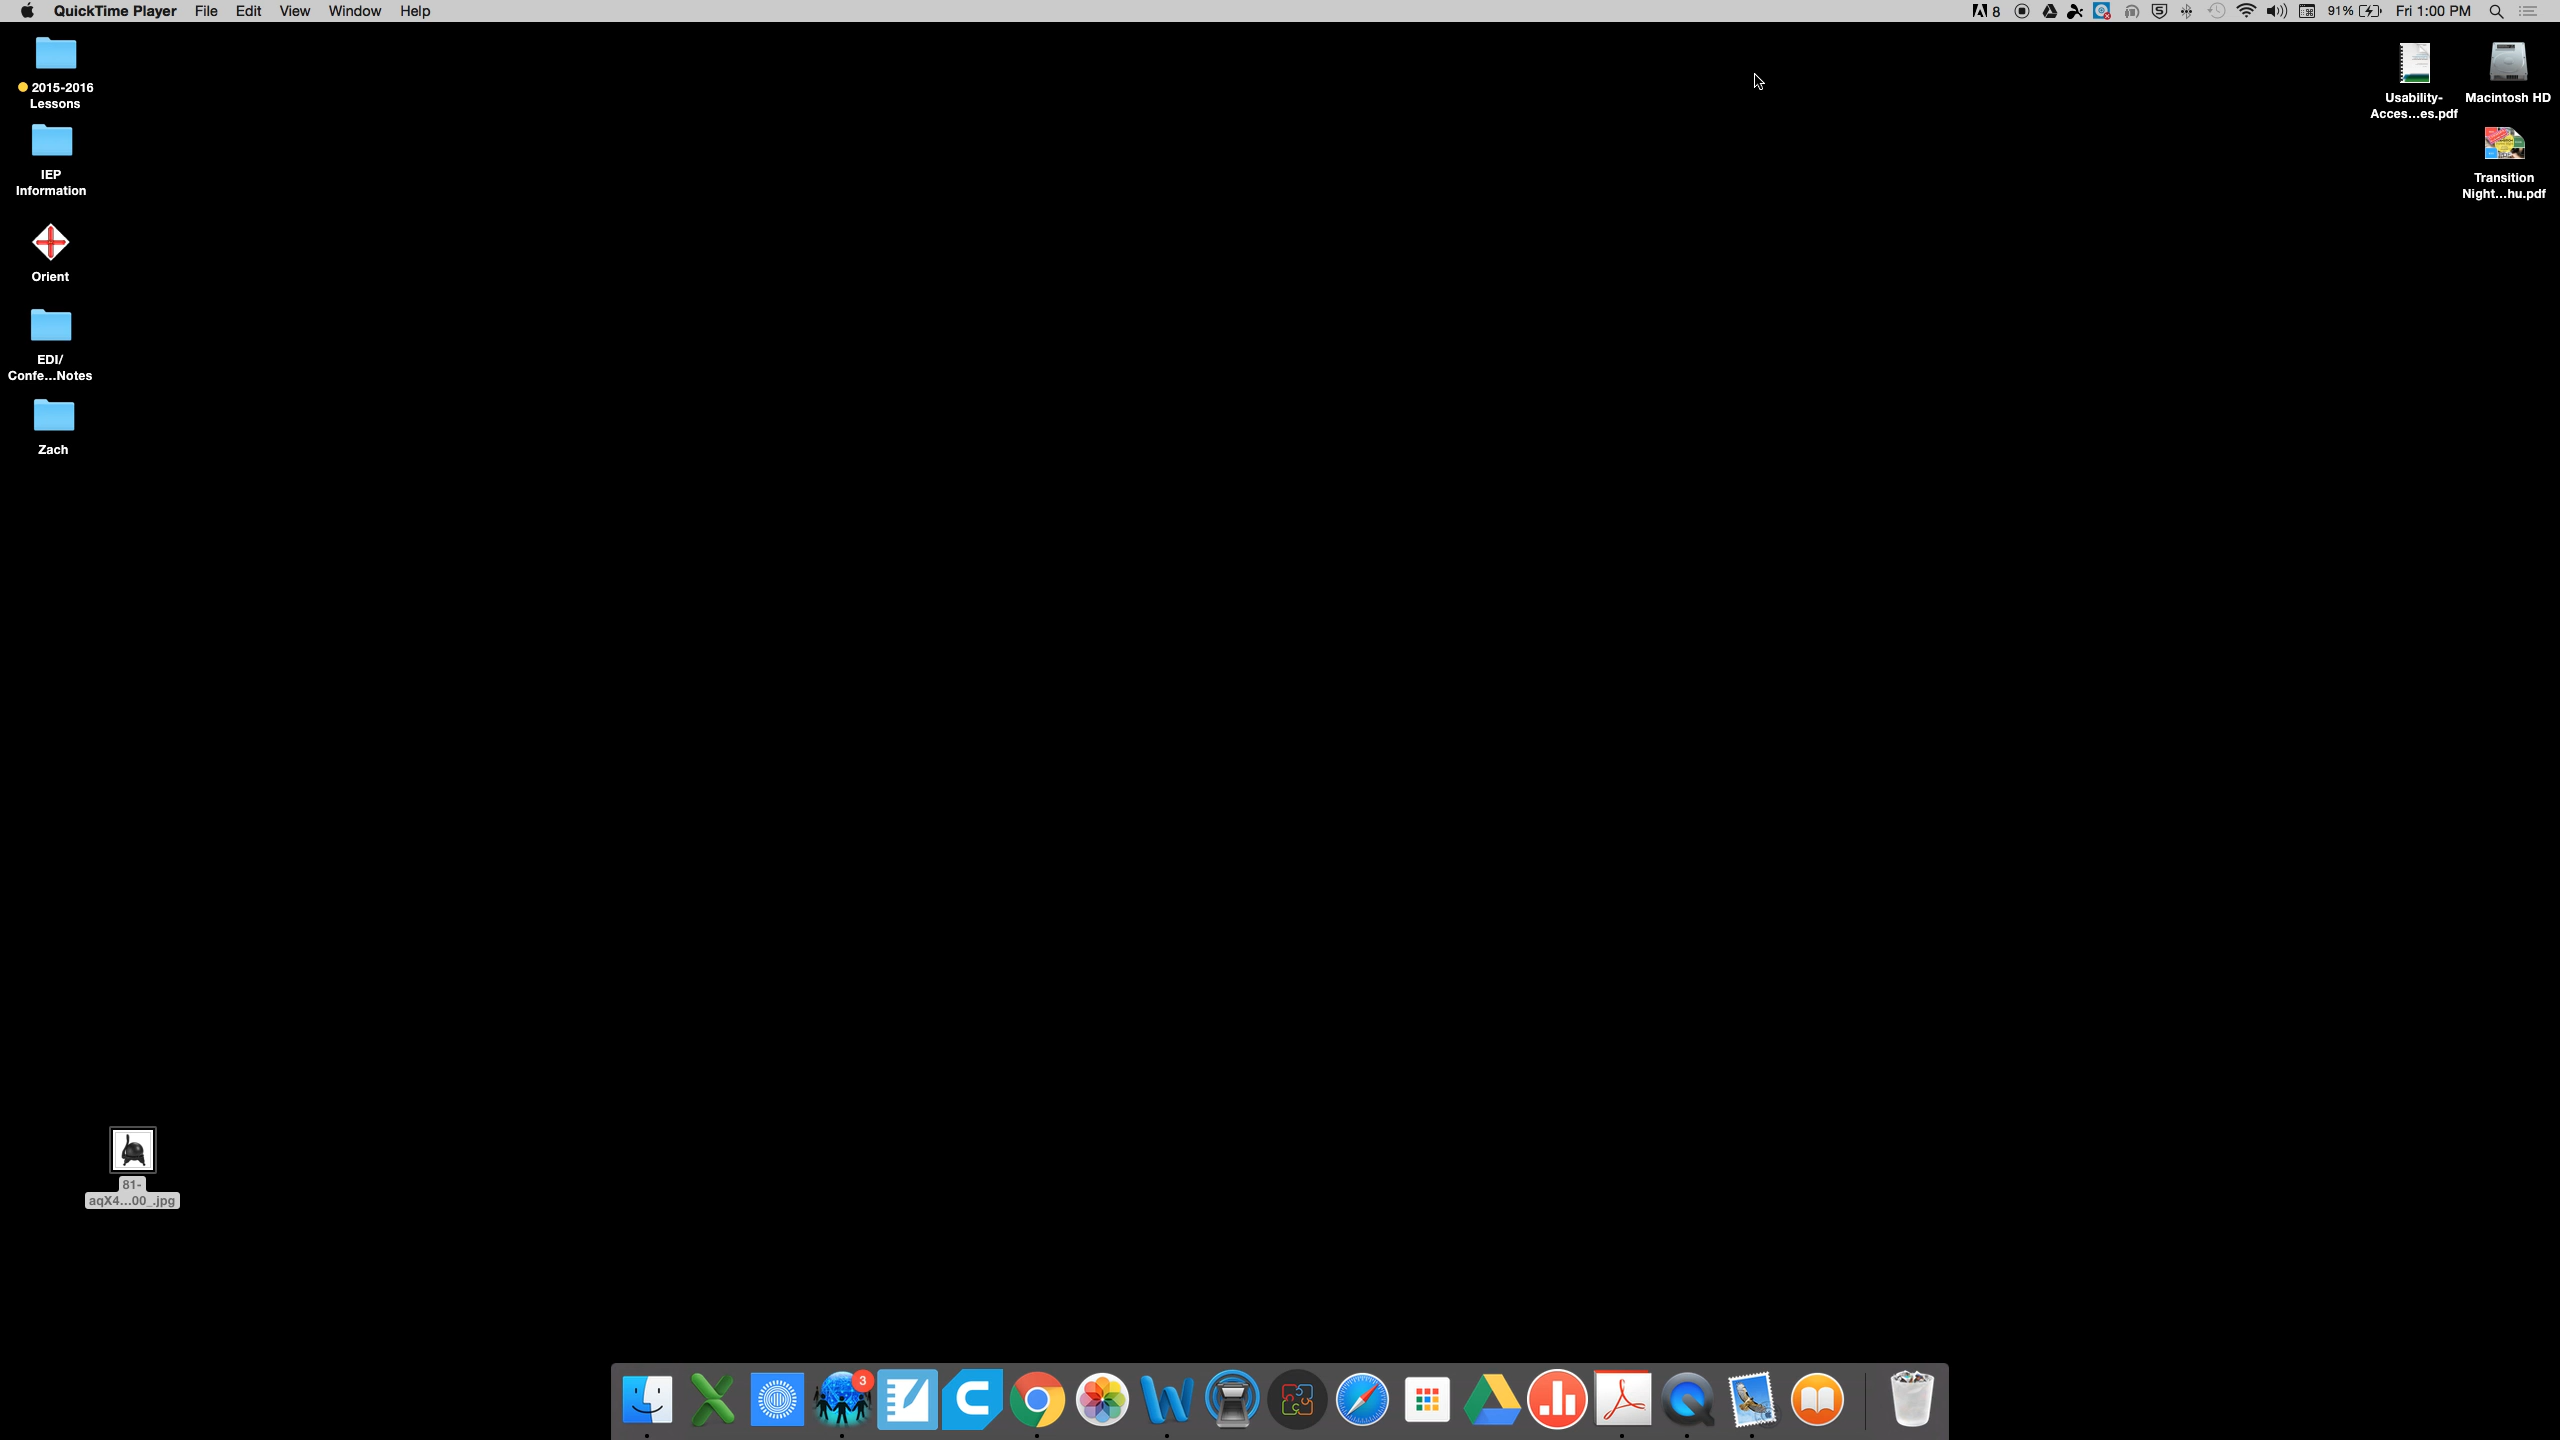 QuickTime Player File Edit View Window Help
8 91% Fri 1:00 PM
2015-2016
Lessons
IEP
Information
Orient
EDI/
Confe...Notes
Zach
Usability-
Acces...es.pdf
Macintosh HD
Transition
Night...hu.pdf
81-
aqX4...00_.jpg
3